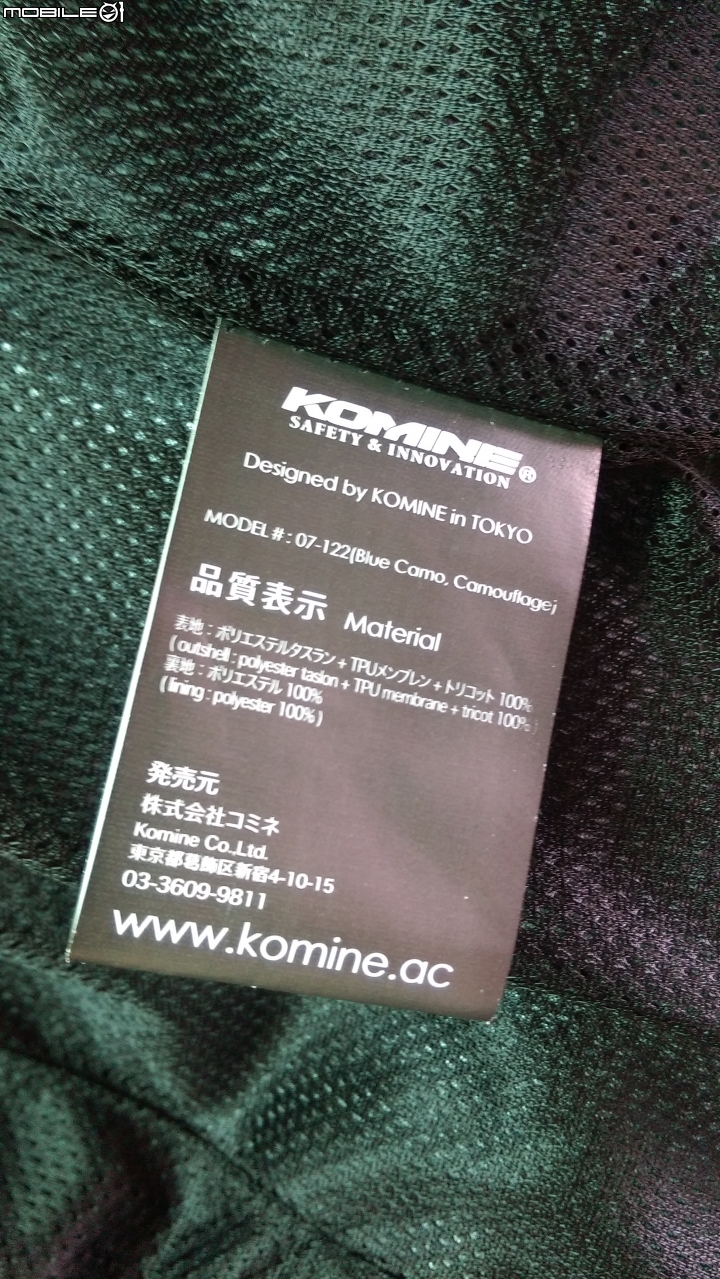 MOBILE01
KOMINE
SAFETY & INNOVATION®
Designed by KOMINE in TOKYO
MODEL # : 07-122(Blue Camo, Camouflage)
品質表示 Material
表地 : ポリエステルタスラン + TPUメンブレン + トリコット 100%
( outshell : polyester taslon + TPU membrane + tricot 100% )
裏地 : ポリエステル 100%
( lining : polyester 100% )
発売元
株式会社コミネ
Komine Co.,Ltd.
東京都葛飾区新宿4-10-15
03-3609-9811
www.komine.ac